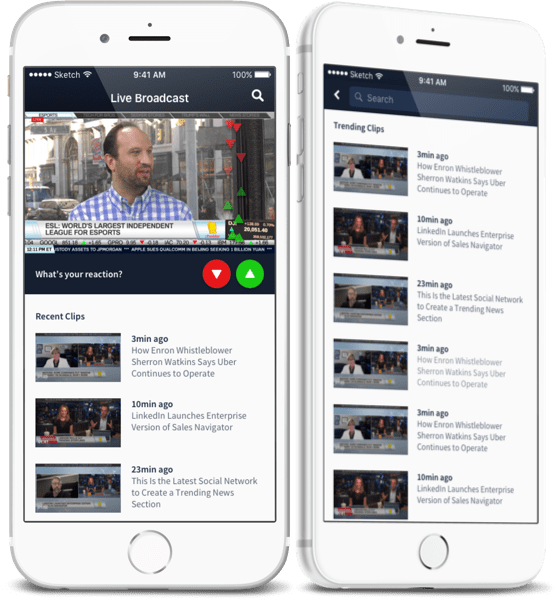 Sketch 9:41 AM 100%
Live Broadcast
ESPORTS
LIVE
ESL: WORLD'S LARGEST INDEPENDENT
LEAGUE FOR ESPORTS
GOOGL
12:11 PM ET STODY ASSETS TO JPMORGAN APPLE SUES QUALCOMM IN BEIJING SEEKING 1 BILLION YUAN
What's your reaction?
Recent Clips
3min ago
How Enron Whistleblower
Sherron Watkins Says Uber
Continues to Operate
10min ago
LinkedIn Launches Enterprise
Version of Sales Navigator
23min ago
This Is the Latest Social Network
to Create a Trending News
Section
Sketch 9:41 AM 100%
Search
Trending Clips
3min ago
How Enron Whistleblower
Sherron Watkins Says Uber
Continues to Operate
10min ago
LinkedIn Launches Enterprise
Version of Sales Navigator
23min ago
This Is the Latest Social Network
to Create a Trending News
Section
3min ago
How Enron Whistleblower
Sherron Watkins Says Uber
Continues to Operate
3min ago
How Enron Whistleblower
Sherron Watkins Says Uber
Continues to Operate
10min ago
LinkedIn Launches Enterprise
Version of Sales Navigator